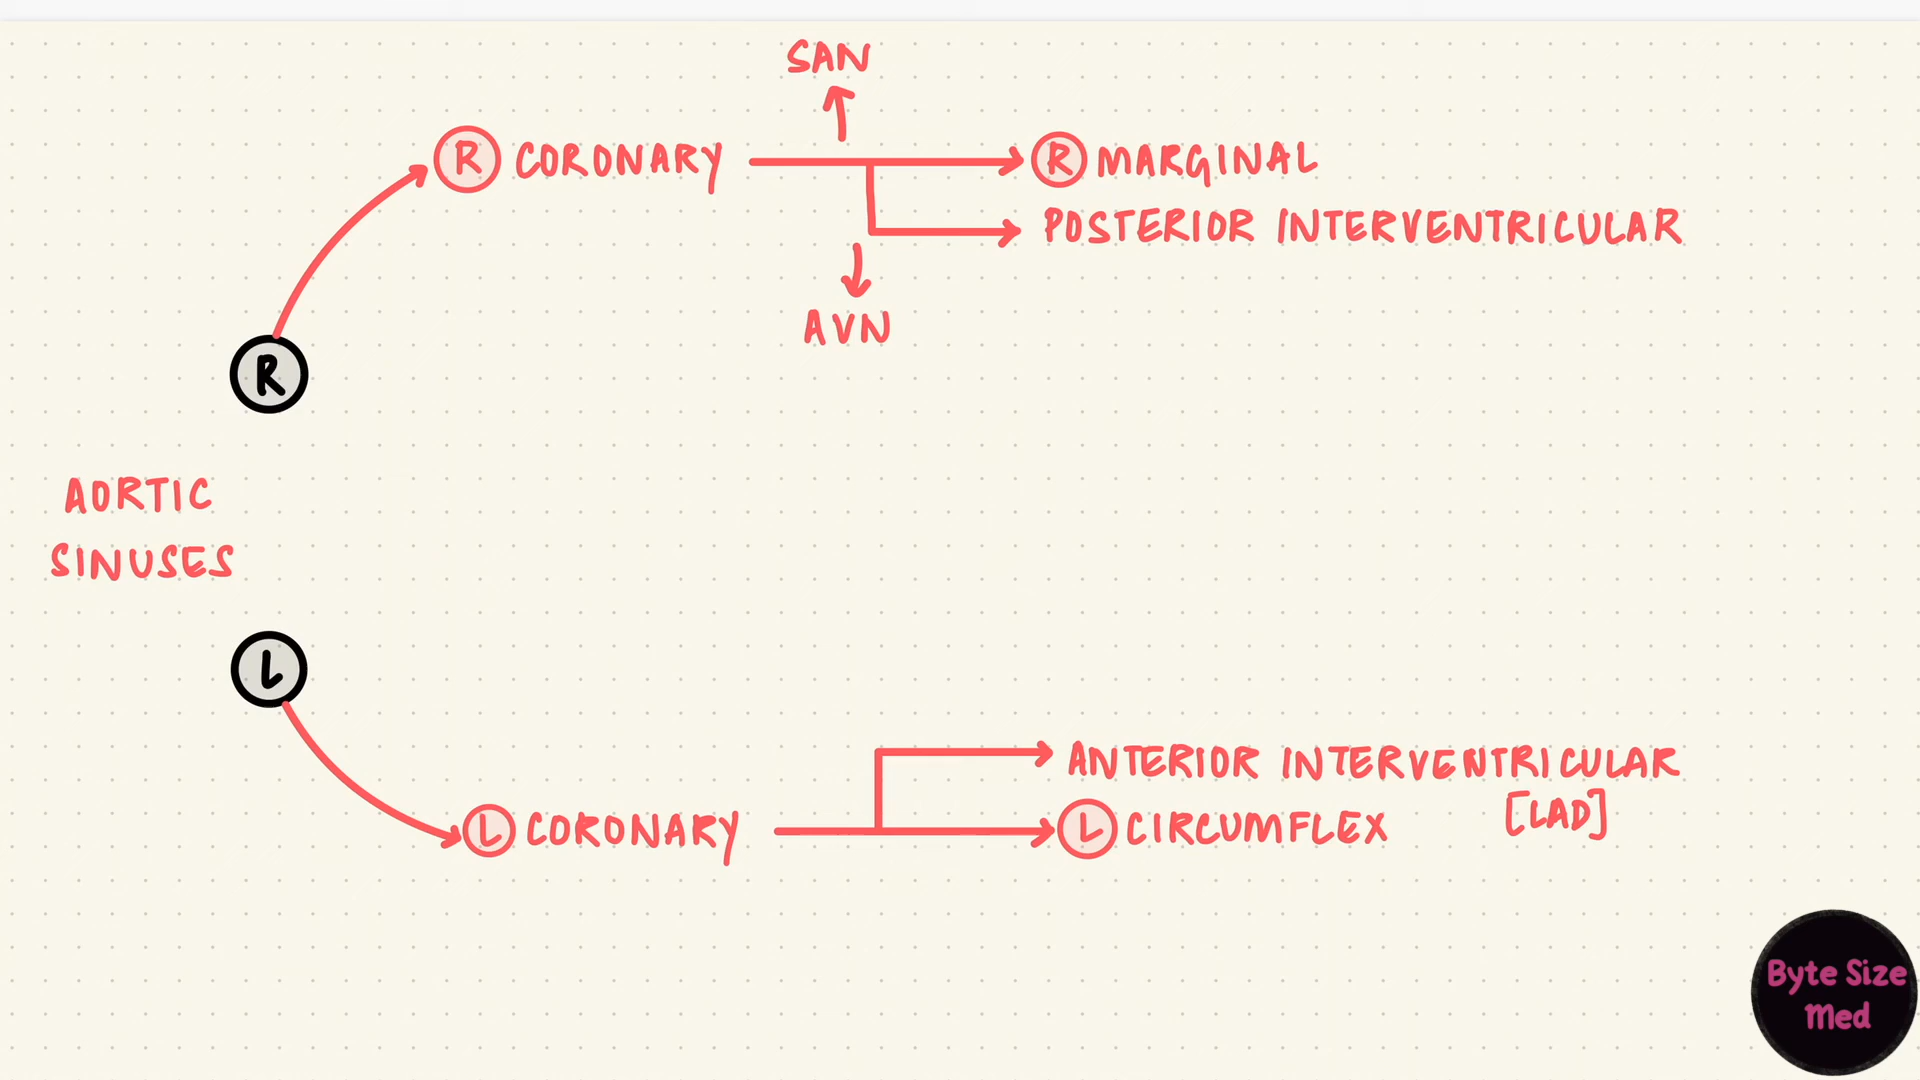 SAN
R CORONARY
R MARGINAL
POSTERIOR INTERVENTRICULAR
AVN
R
AORTIC
SINUSES
L
ANTERIOR INTERVENTRICULAR
[LAD]
L CORONARY
L CIRCUMFLEX
Byte Size
Med